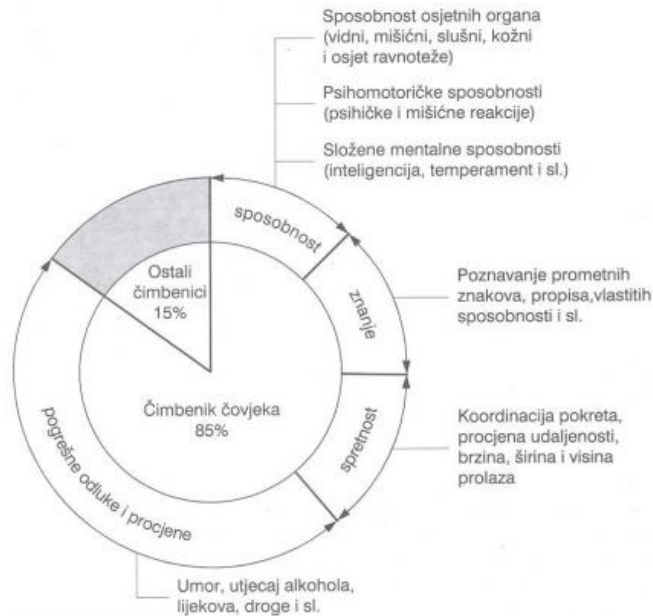 Sposobnost osjetnih organa
(vidni, mišićni, slušni, kožni
i osjet ravnoteže)
Psihomotoričke sposobnosti
(psihičke i mišićne reakcije)
Složene mentalne sposobnosti
(inteligencija, temperament i sl.)
sposobnost
Ostali
čimbenici
15%
znanje
Poznavanje prometnih
znakova, propisa,vlastitih
sposobnosti i sl.
Čimbenik čovjeka
85%
spretnost
Koordinacija pokreta,
procjena udaljenosti,
brzina, širina i visina
prolaza
pogrešne odluke i procjene
Umor, utjecaj alkohola,
lijekova, droge i sl.